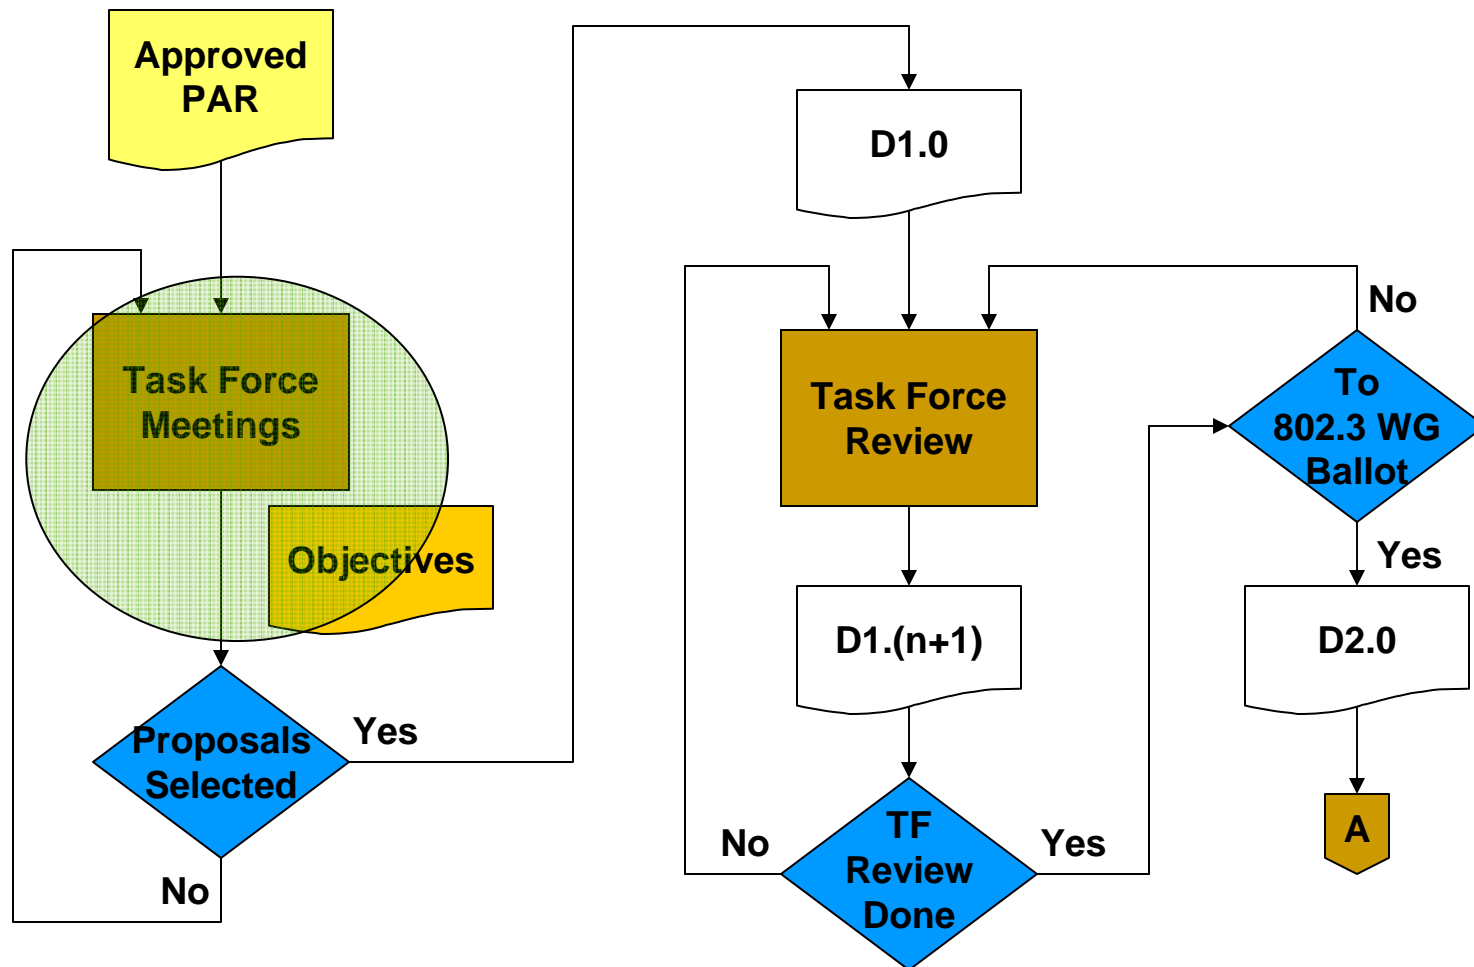 Approved
PAR
Task Force
Meetings
Objectives
Proposals
Selected
Yes
No
D1.0
Task Force
Review
D1.(n+1)
TF
Review
Done
No
Yes
To
802.3 WG
Ballot
No
Yes
D2.0
A